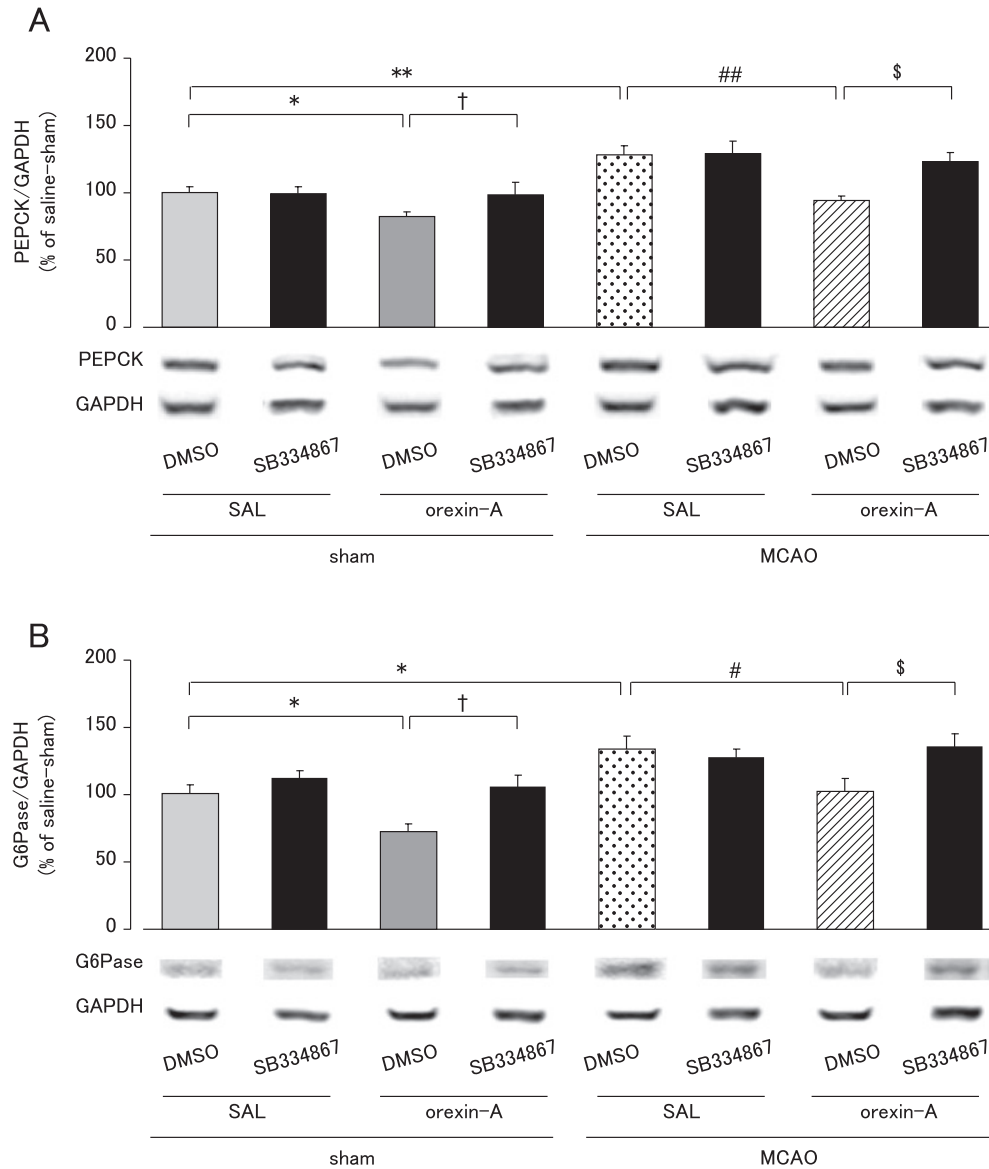 A
200
** ## $
* †
150
100
50
0
PEPCK/GAPDH
(% of saline-sham)
PEPCK
GAPDH
DMSO SB334867 DMSO SB334867 DMSO SB334867 DMSO SB334867
SAL orexin-A SAL orexin-A
sham MCAO
B
200
* # $
* †
150
100
50
0
G6Pase/GAPDH
(% of saline-sham)
G6Pase
GAPDH
DMSO SB334867 DMSO SB334867 DMSO SB334867 DMSO SB334867
SAL orexin-A SAL orexin-A
sham MCAO